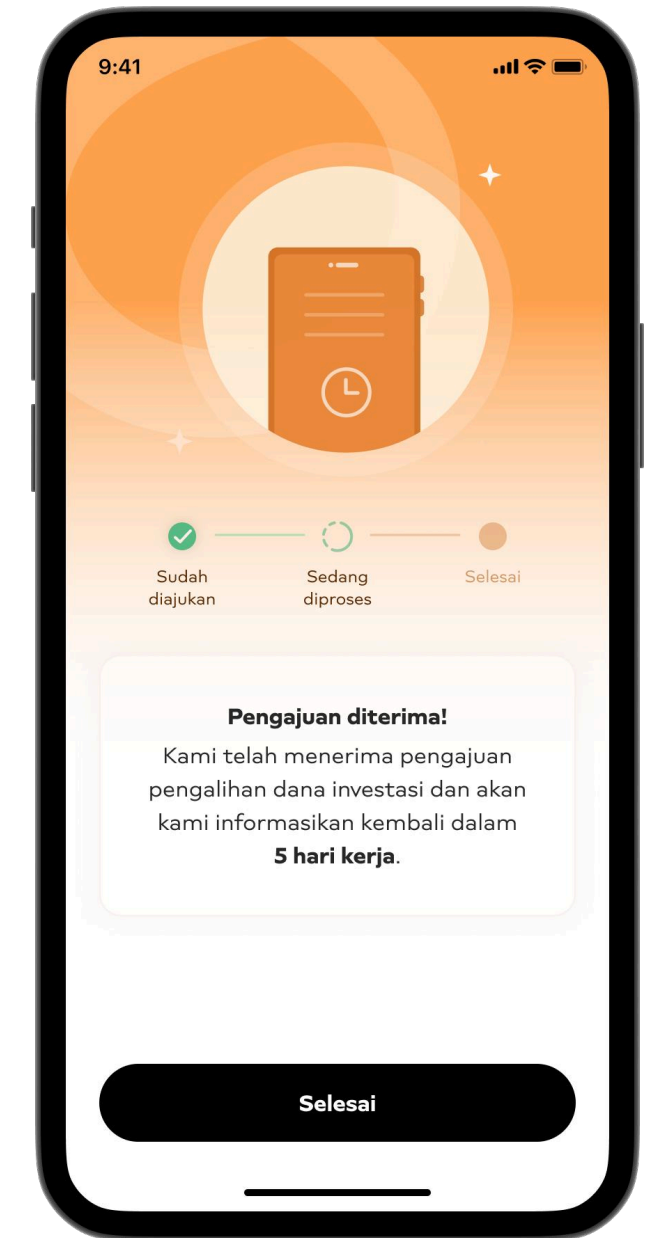 9:41
Sudah
diajukan
Sedang
diproses
Selesai
Pengajuan diterima!
Kami telah menerima pengajuan
pengalihan dana investasi dan akan
kami informasikan kembali dalam
5 hari kerja.
Selesai